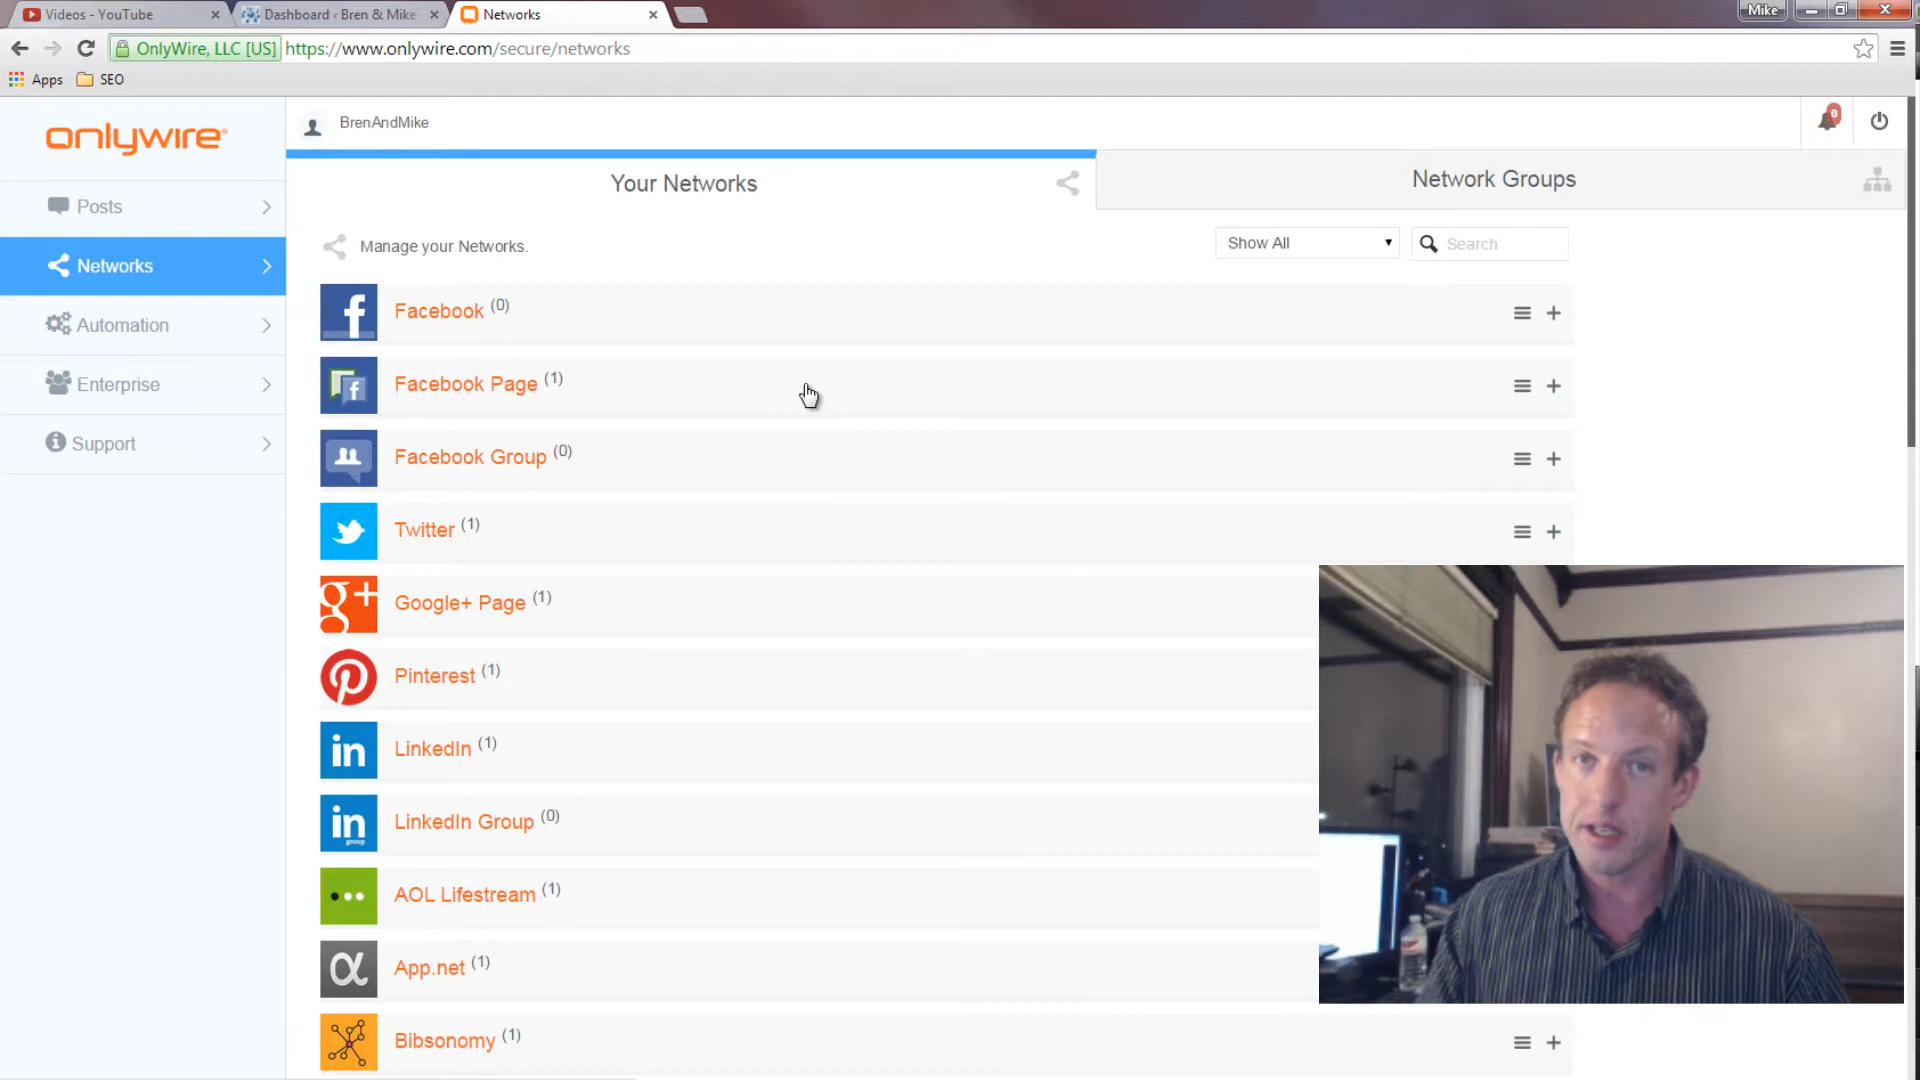 Videos - YouTube
Dashboard ‹ Bren & Mike
Networks
Mike
OnlyWire, LLC [US]
https://www.onlywire.com/secure/networks
Apps
SEO
onlywire®
BrenAndMike
0
Posts
Networks
Automation
Enterprise
Support
Your Networks
Network Groups
Manage your Networks.
Show All
Search
Facebook (0)
Facebook Page (1)
Facebook Group (0)
Twitter (1)
Google+ Page (1)
Pinterest (1)
LinkedIn (1)
LinkedIn Group (0)
AOL Lifestream (1)
App.net (1)
Bibsonomy (1)